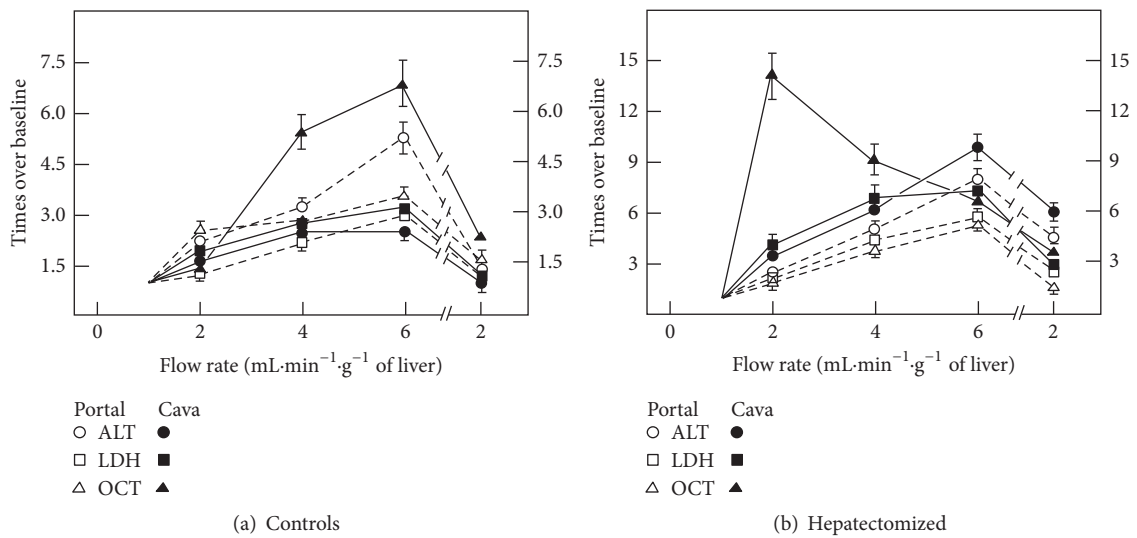 Times over baseline
7.5
6.0
4.5
3.0
1.5
7.5
6.0
4.5
3.0
1.5
0 2 4 6 2
Flow rate (mL·min⁻¹·g⁻¹ of liver)
Portal Cava
ALT
LDH
OCT
(a) Controls
Times over baseline
15
12
9
6
3
15
12
9
6
3
0 2 4 6 2
Flow rate (mL·min⁻¹·g⁻¹ of liver)
Portal Cava
ALT
LDH
OCT
(b) Hepatectomized